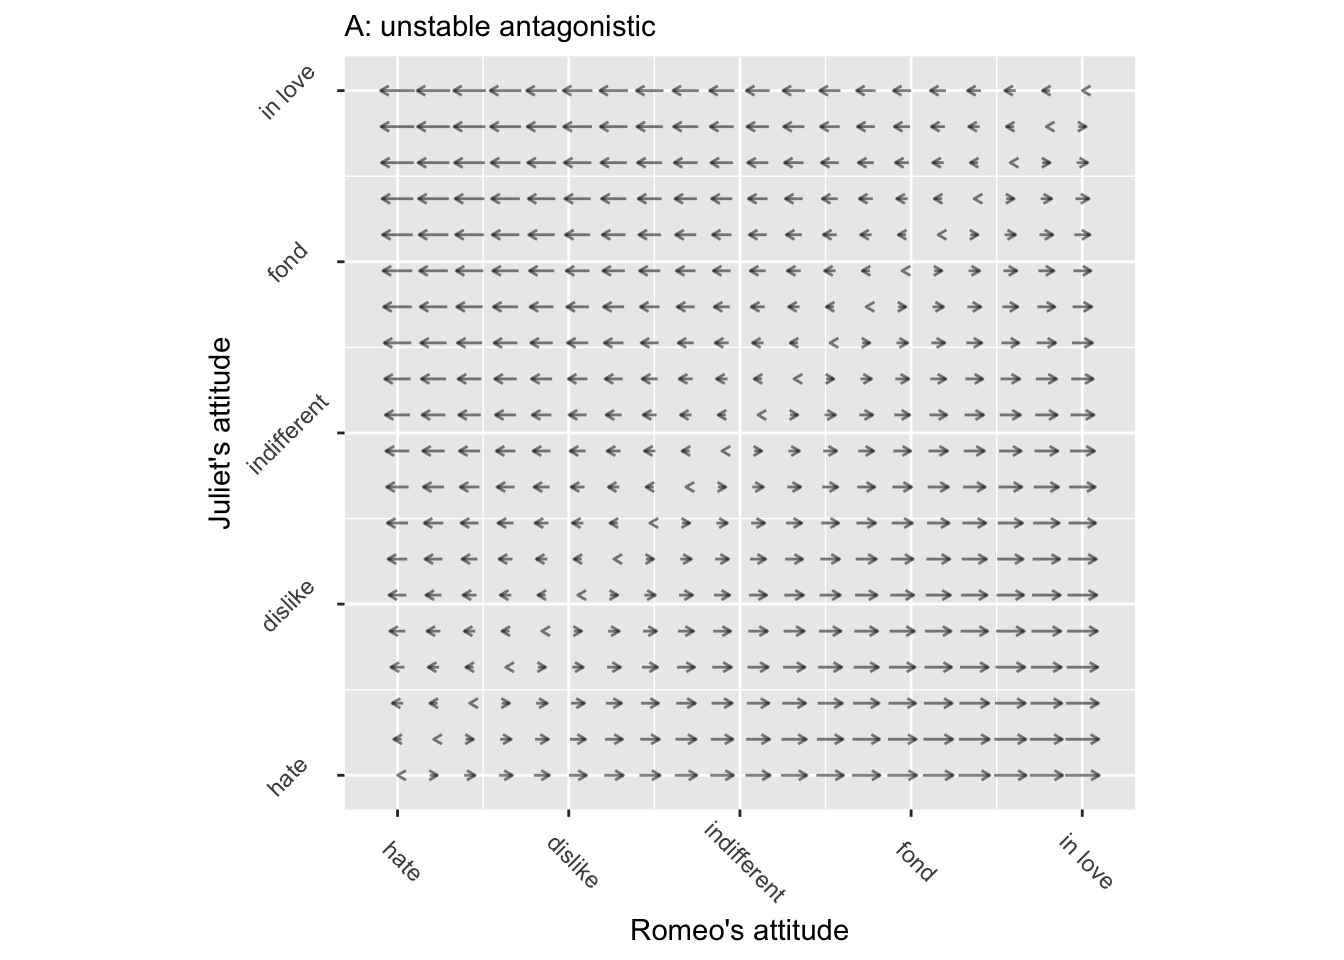 A: unstable antagonistic
in love
fond
indifferent
dislike
hate
Juliet's attitude
hate
dislike
indifferent
fond
in love
Romeo's attitude